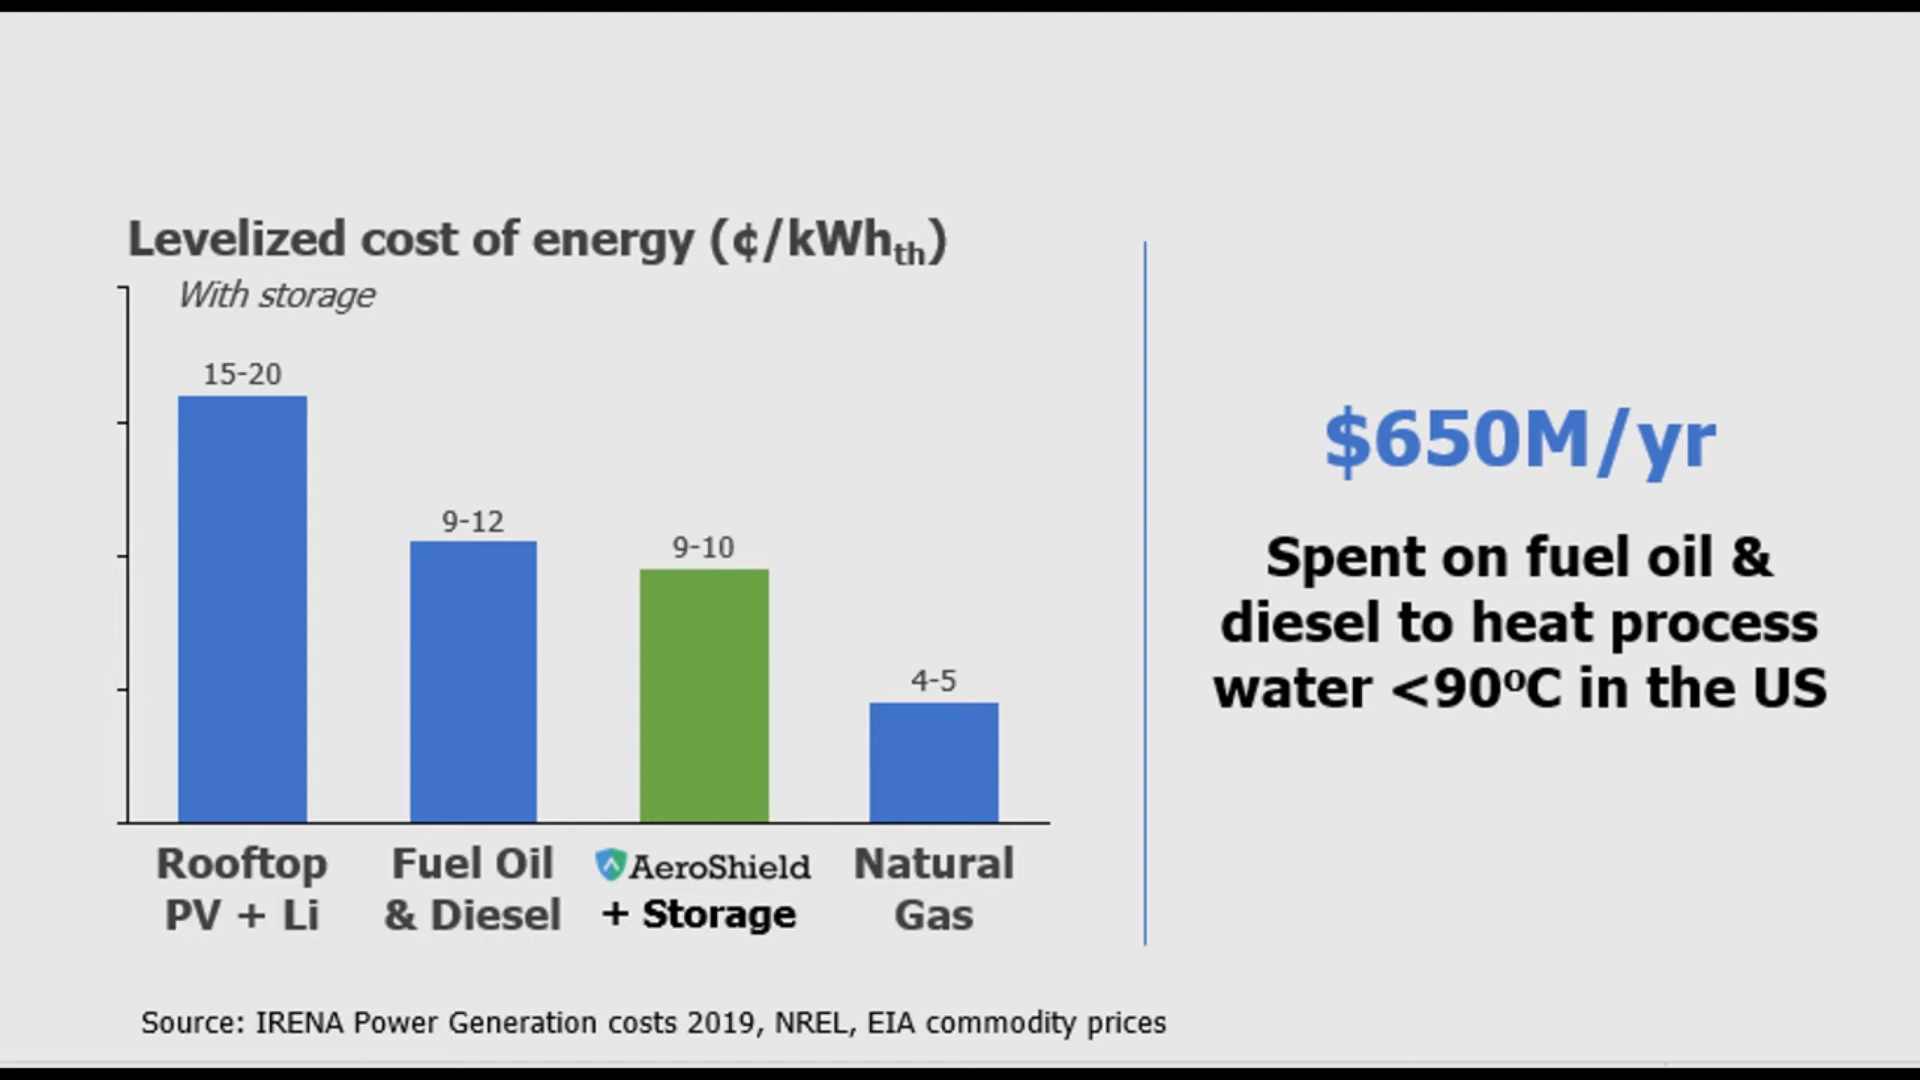 Levelized cost of energy (¢/kWhth)
With storage
15-20
9-12
9-10
4-5
Rooftop
PV + Li
Fuel Oil
& Diesel
AeroShield
+ Storage
Natural
Gas
$650M/yr
Spent on fuel oil &
diesel to heat process
water <90ºC in the US
Source: IRENA Power Generation costs 2019, NREL, EIA commodity prices